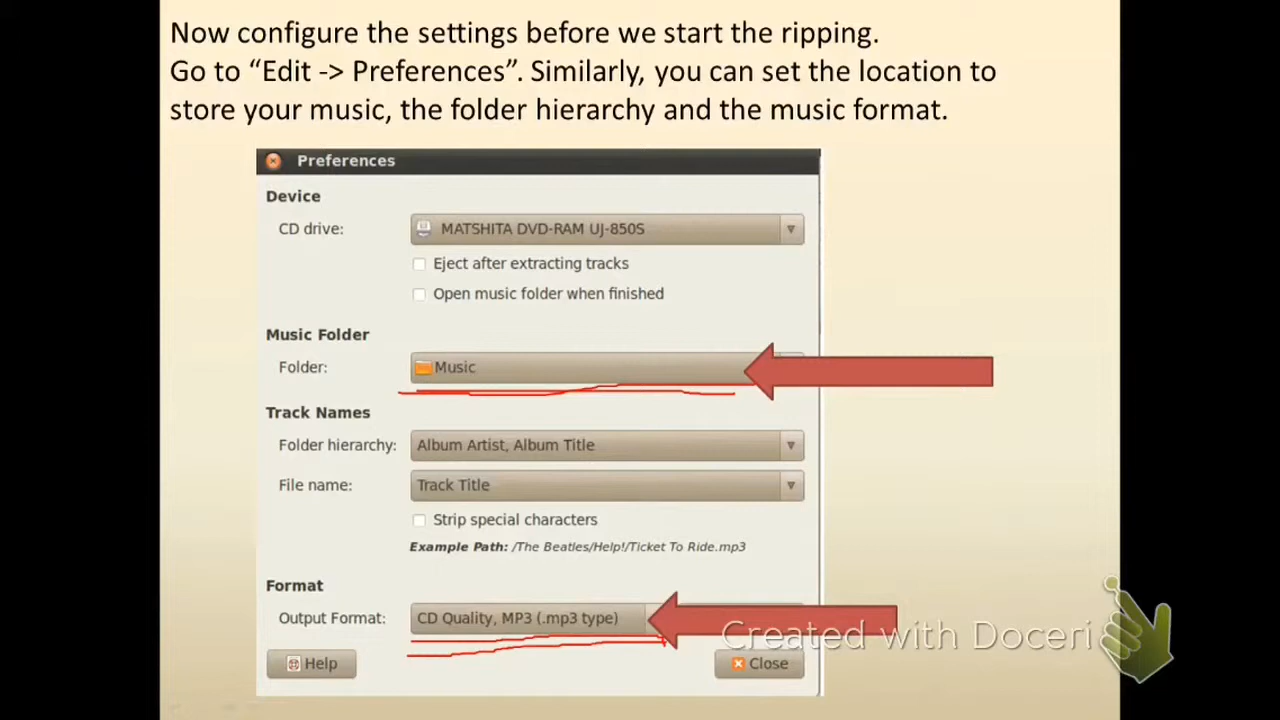 Now configure the settings before we start the ripping.
Go to “Edit -> Preferences”. Similarly, you can set the location to
store your music, the folder hierarchy and the music format.
Preferences
Device
CD drive: MATSHITA DVD-RAM UJ-850S
Eject after extracting tracks
Open music folder when finished
Music Folder
Folder: Music
Track Names
Folder hierarchy: Album Artist, Album Title
File name: Track Title
Strip special characters
Example Path: /The Beatles/Help!/Ticket To Ride.mp3
Format
Output Format: CD Quality, MP3 (.mp3 type)
Created with Doceri
Help Close